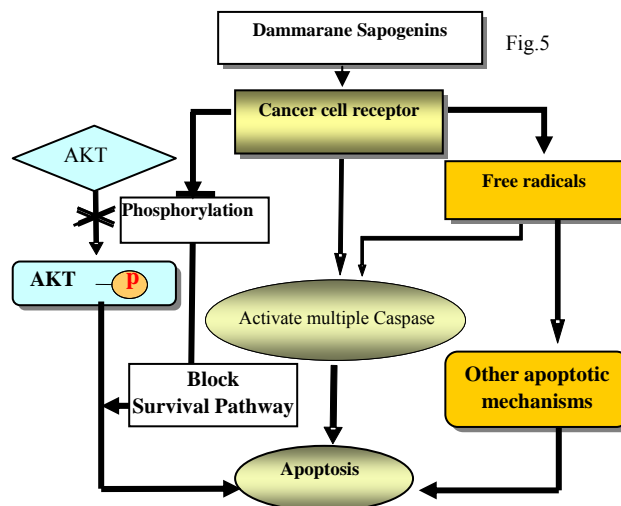 Dammarane Sapogenins
Fig.5
Cancer cell receptor
AKT
Free radicals
Phosphorylation
AKT
p
Activate multiple Caspase
Block
Survival Pathway
Other apoptotic
mechanisms
Apoptosis